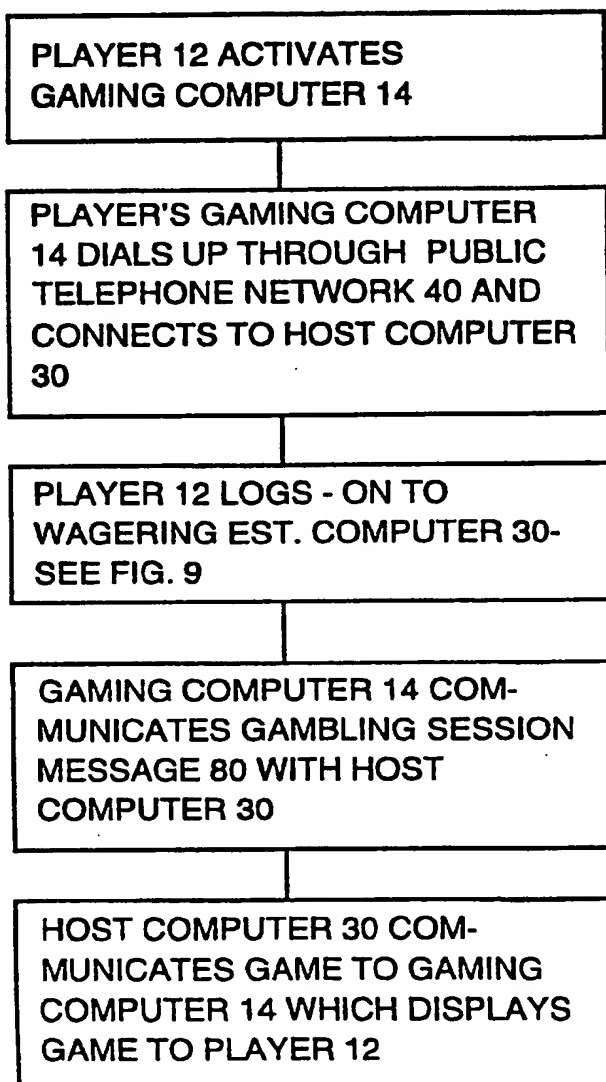 PLAYER 12 ACTIVATES
GAMING COMPUTER 14
PLAYER'S GAMING COMPUTER
14 DIALS UP THROUGH PUBLIC
TELEPHONE NETWORK 40 AND
CONNECTS TO HOST COMPUTER
30
PLAYER 12 LOGS - ON TO
WAGERING EST. COMPUTER 30-
SEE FIG. 9
GAMING COMPUTER 14 COM-
MUNICATES GAMBLING SESSION
MESSAGE 80 WITH HOST
COMPUTER 30
HOST COMPUTER 30 COM-
MUNICATES GAME TO GAMING
COMPUTER 14 WHICH DISPLAYS
GAME TO PLAYER 12